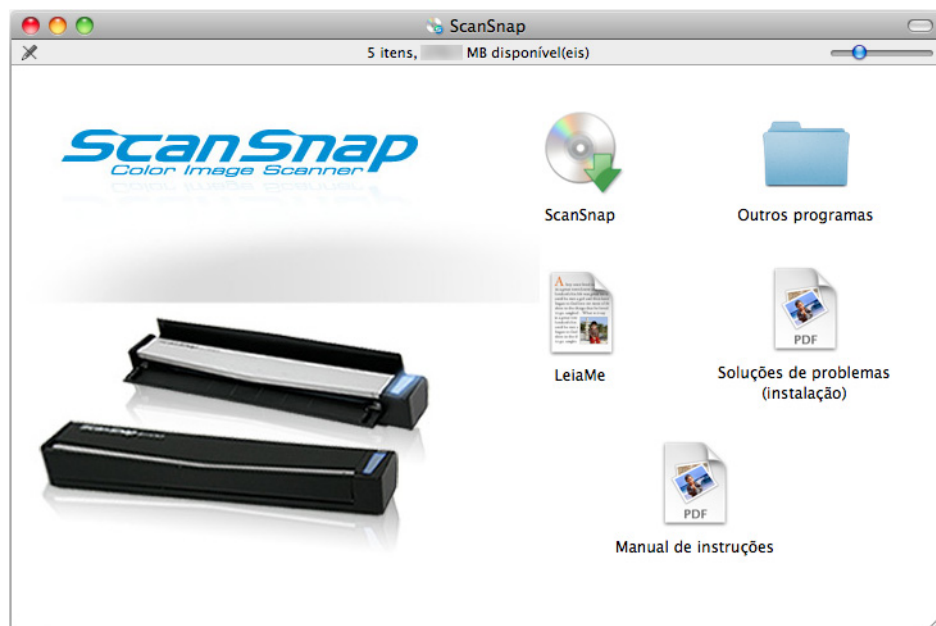 ScanSnap
5 itens, MB disponível(eis)
ScanSnap
Color Image Scanner
ScanSnap
Outros programas
LeiaMe
PDF
Soluções de problemas
(instalação)
ScanSnap
PDF
Manual de instruções